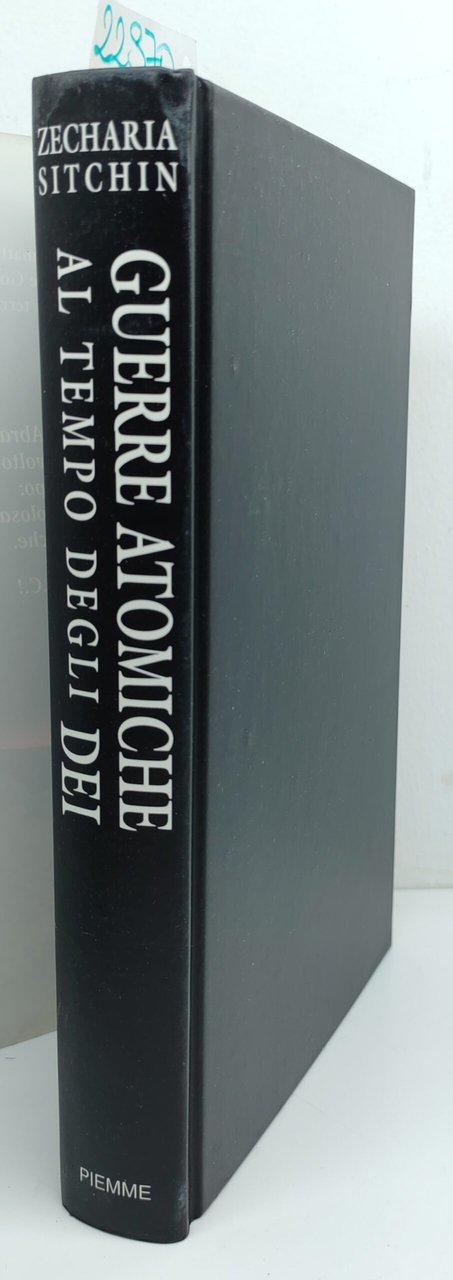 ZECHARIA
SITCHIN
GUERRE ATOMICHE
AL TEMPO DEGLI DEI
PIEMME